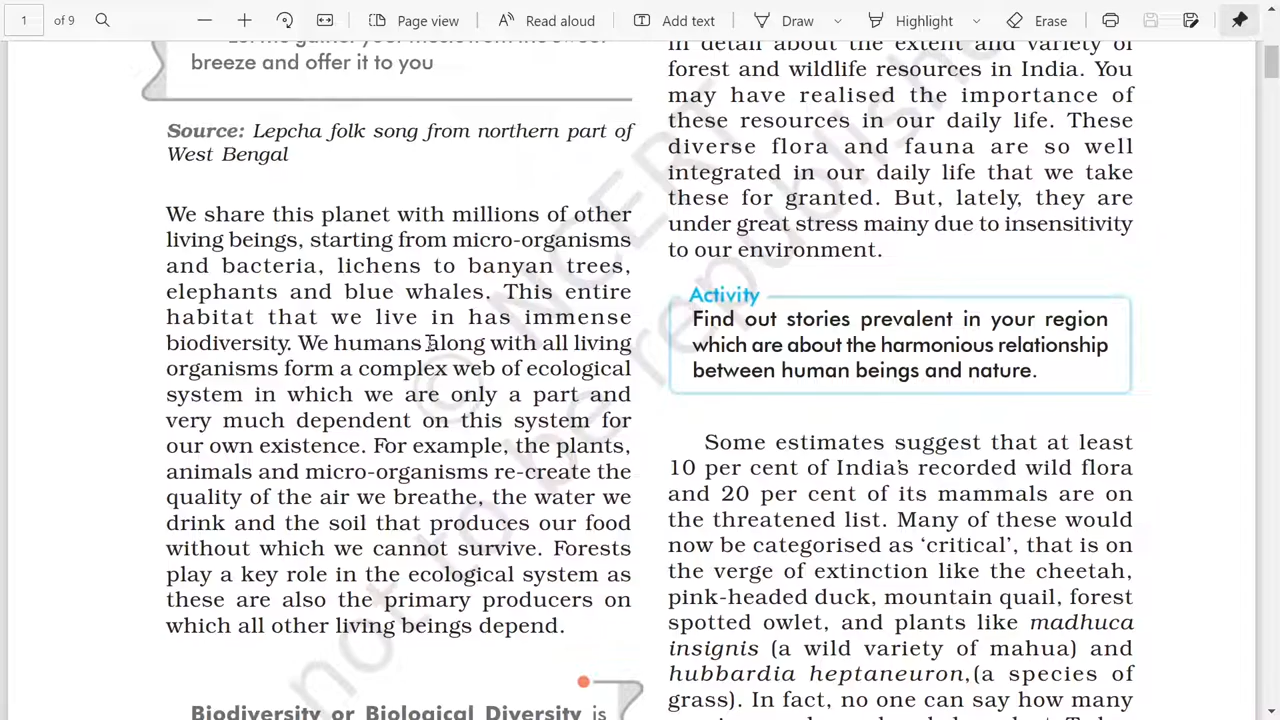 1 of 9
Page view
Read aloud
Add text
Draw
Highlight
Erase
breeze and offer it to you
Source: Lepcha folk song from northern part of
West Bengal
We share this planet with millions of other
living beings, starting from micro-organisms
and bacteria, lichens to banyan trees,
elephants and blue whales. This entire
habitat that we live in has immense
biodiversity. We humans along with all living
organisms form a complex web of ecological
system in which we are only a part and
very much dependent on this system for
our own existence. For example, the plants,
animals and micro-organisms re-create the
quality of the air we breathe, the water we
drink and the soil that produces our food
without which we cannot survive. Forests
play a key role in the ecological system as
these are also the primary producers on
which all other living beings depend.
Biodiversity or Biological Diversity is
in detail about the extent and variety of
forest and wildlife resources in India. You
may have realised the importance of
these resources in our daily life. These
diverse flora and fauna are so well
integrated in our daily life that we take
these for granted. But, lately, they are
under great stress mainy due to insensitivity
to our environment.
Activity
Find out stories prevalent in your region
which are about the harmonious relationship
between human beings and nature.
Some estimates suggest that at least
10 per cent of India's recorded wild flora
and 20 per cent of its mammals are on
the threatened list. Many of these would
now be categorised as ‘critical’, that is on
the verge of extinction like the cheetah,
pink-headed duck, mountain quail, forest
spotted owlet, and plants like madhuca
insignis (a wild variety of mahua) and
hubbardia heptaneuron,(a species of
grass). In fact, no one can say how many
© NCERT
not to be republished